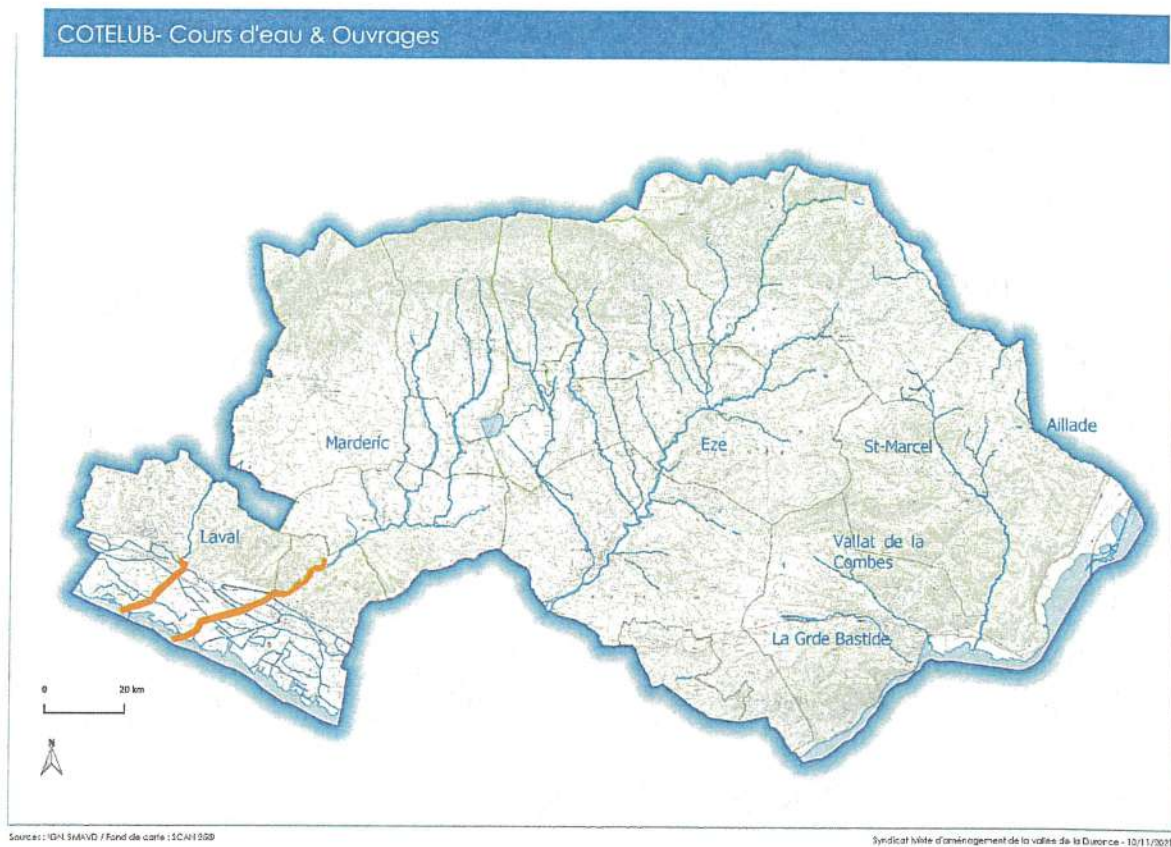 COTELUB- Cours d'eau & Ouvrages
Marderic
Eze
St-Marcel
Aillade
Laval
Vallat de la
Combes
La Grde Bastide
0 20 km
N
Sources : IGN, SMAVD / Fond de carte : SCAN 25®
Syndicat Mixte d'aménagement de la vallée de la Durance - 10/11/2021